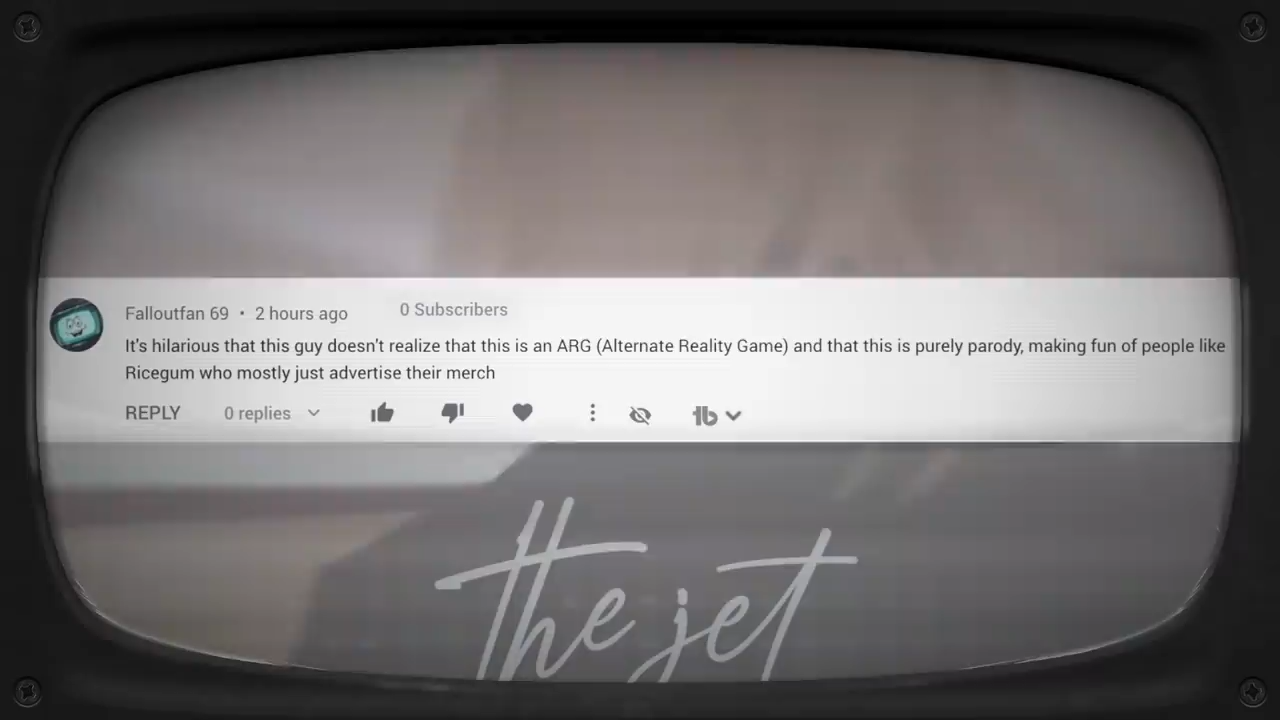 Falloutfan 69 • 2 hours ago 0 Subscribers
It's hilarious that this guy doesn't realize that this is an ARG (Alternate Reality Game) and that this is purely parody, making fun of people like
Ricegum who mostly just advertise their merch
REPLY 0 replies
the jet